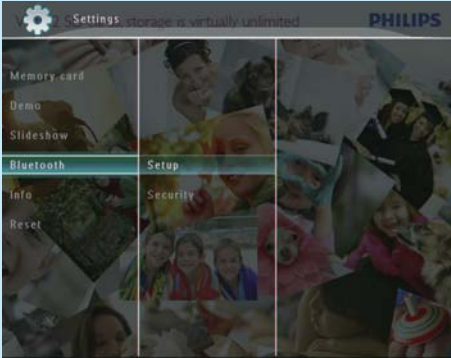 Settings
storage is virtually unlimited
PHILIPS
Memory card
Demo
Slideshow
Bluetooth
Info
Reset
Setup
Security